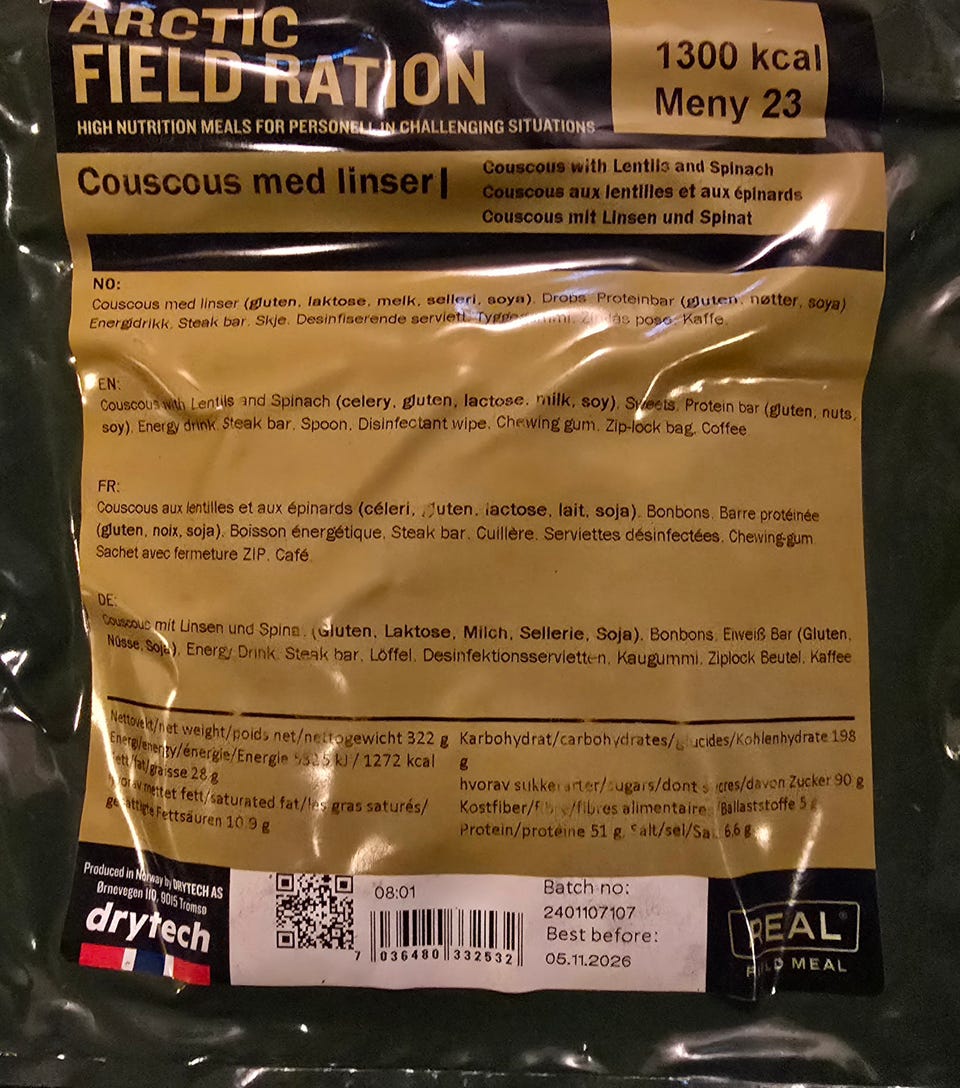 ARCTIC
FIELD RATION
HIGH NUTRITION MEALS FOR PERSONELL IN CHALLENGING SITUATIONS
1300 kcal
Meny 23
Couscous med linser|
Couscous with Lentils and Spinach
Couscous aux lentilles et aux épinards
Couscous mit Linsen und Spinat
NO:
Couscous med linser (gluten, laktose, melk, selleri, soya). Drops. Proteinbar (gluten, nøtter, soya)
Energidrikk. Steak bar. Skje. Desinfiserende serviett. pose. Kaffe.
EN:
Couscous with Lentils and Spinach (celery, gluten, lactose, milk, soy). Sweets. Protein bar (gluten, nuts,
soy). Energy drink. Steak bar. Spoon. Disinfectant wipe. Chewing gum. Zip-lock bag. Coffee
FR:
Couscous aux lentilles et aux épinards (céleri, gluten, lactose, lait, soja). Bonbons. Barre protéinée
(gluten, noix, soja). Boisson énergétique. Steak bar. Cuillère. Serviettes désinfectées. Chewing-gum.
Sachet avec fermeture ZIP. Café.
DE:
Couscous mit Linsen und (Gluten, Laktose, Milch, Sellerie, Soja). Bonbons. Eiweiß Bar (Gluten,
Nüsse, Soja). Energy Drink. Steak bar. Löffel. Desinfektionsservietten. Kaugummi. Ziplock Beutel. Kaffee
Nettovekt/net weight/poids net/nettogewicht 322 g
Energi/energy/énergie/Energie kJ / 1272 kcal
Fett/fat/graisse 28 g
hvorav mettet fett/saturated fat/les gras saturés/
gesättigte Fettsäuren 10.9 g
Karbohydrat/carbohydrates/glucides/Kohlenhydrate 198
g
hvorav sukkerarter/sugars/dont sucres/davon Zucker 90 g
Kostfiber/fibre/fibres alimentaire/Ballaststoffe 5 g
Protein/protéine 51 g. Salt/sel/ 6,6 g
Produced in Norway by DRYTECH AS
Ørnevegen 110, 9015 Tromsø
drytech
08:01
7 036480 332532
Batch no:
2401107107
Best before:
05.11.2026
REAL®
FIELD MEAL